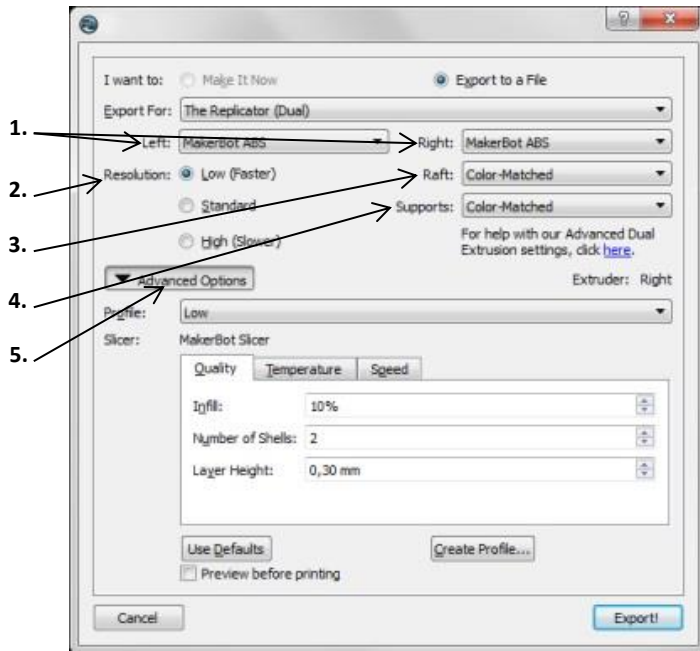 I want to: Make It Now Export to a File
Export For: The Replicator (Dual)
1. Left: MakerBot ABS Right: MakerBot ABS
2. Resolution: Low (Faster) Raft: Color-Matched
3. Standard Supports: Color-Matched
High (Slower) For help with our Advanced Dual
Extrusion settings, click here.
4. Advanced Options Extruder: Right
Profile: Low
5. Slicer: MakerBot Slicer
Quality Temperature Speed
Infill: 10%
Number of Shells: 2
Layer Height: 0,30 mm
Use Defaults Create Profile...
Preview before printing
Cancel Export!